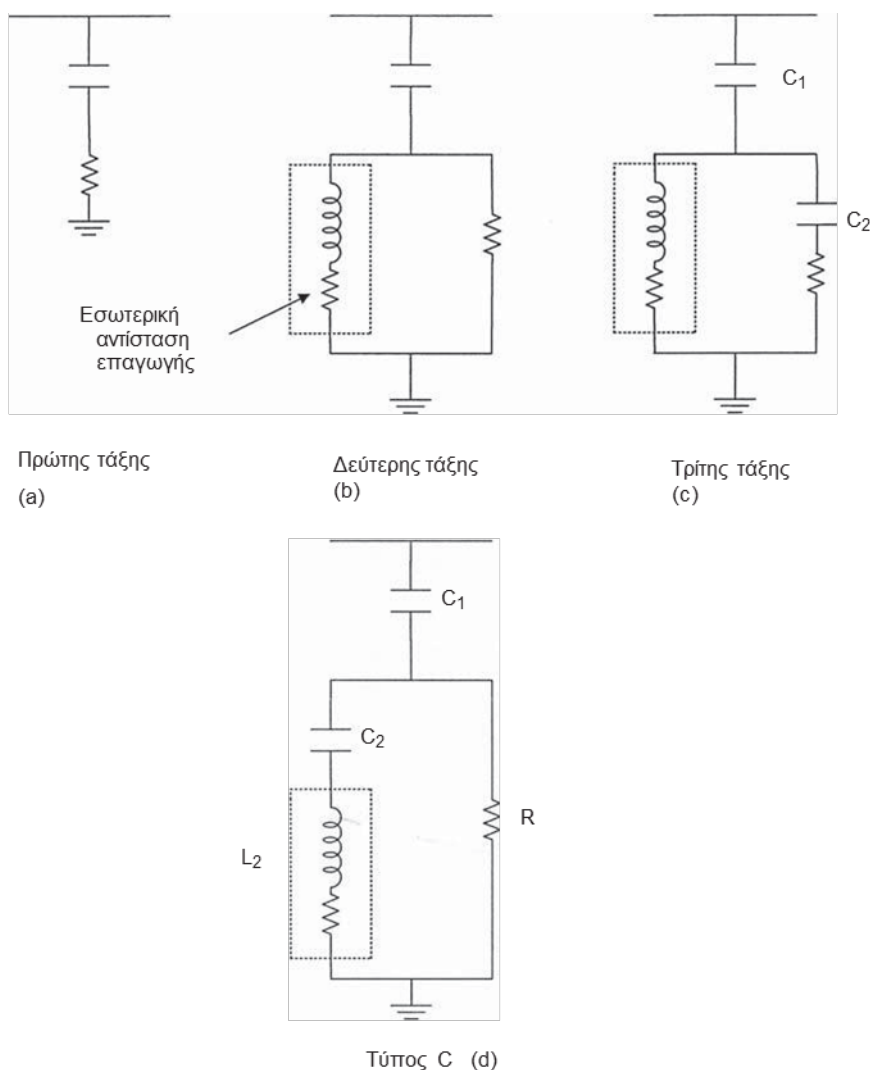 C1
C2
Εσωτερική
αντίσταση
επαγωγής
Πρώτης τάξης
(a)
Δεύτερης τάξης
(b)
Τρίτης τάξης
(c)
C1
C2
L2
R
Τύπος C (d)